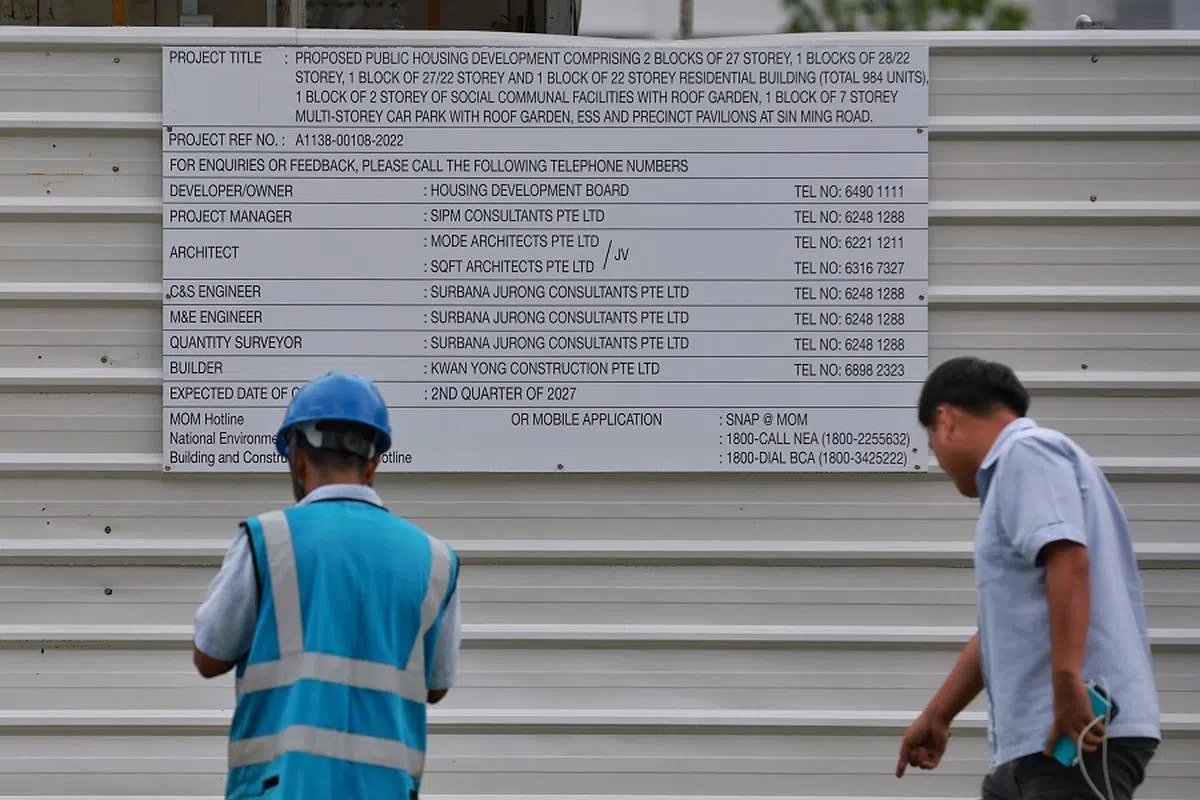 PROJECT TITLE : PROPOSED PUBLIC HOUSING DEVELOPMENT COMPRISING 2 BLOCKS OF 27 STOREY, 1 BLOCKS OF 28/22
STOREY, 1 BLOCK OF 27/22 STOREY AND 1 BLOCK OF 22 STOREY RESIDENTIAL BUILDING (TOTAL 984 UNITS),
1 BLOCK OF 2 STOREY OF SOCIAL COMMUNAL FACILITIES WITH ROOF GARDEN, 1 BLOCK OF 7 STOREY
MULTI-STOREY CAR PARK WITH ROOF GARDEN, ESS AND PRECINCT PAVILIONS AT SIN MING ROAD.
PROJECT REF NO. : A1138-00108-2022
FOR ENQUIRIES OR FEEDBACK, PLEASE CALL THE FOLLOWING TELEPHONE NUMBERS
DEVELOPER/OWNER : HOUSING DEVELOPMENT BOARD TEL NO: 6490 1111
PROJECT MANAGER : SIPM CONSULTANTS PTE LTD TEL NO: 6248 1288
ARCHITECT : MODE ARCHITECTS PTE LTD / JV TEL NO: 6221 1211
: SQFT ARCHITECTS PTE LTD TEL NO: 6316 7327
C&S ENGINEER : SURBANA JURONG CONSULTANTS PTE LTD TEL NO: 6248 1288
M&E ENGINEER : SURBANA JURONG CONSULTANTS PTE LTD TEL NO: 6248 1288
QUANTITY SURVEYOR : SURBANA JURONG CONSULTANTS PTE LTD TEL NO: 6248 1288
BUILDER : KWAN YONG CONSTRUCTION PTE LTD TEL NO: 6898 2323
EXPECTED DATE OF : 2ND QUARTER OF 2027
MOM Hotline OR MOBILE APPLICATION : SNAP @ MOM
National : 1800-CALL NEA (1800-2255632)
Building and : 1800-DIAL BCA (1800-3425222)